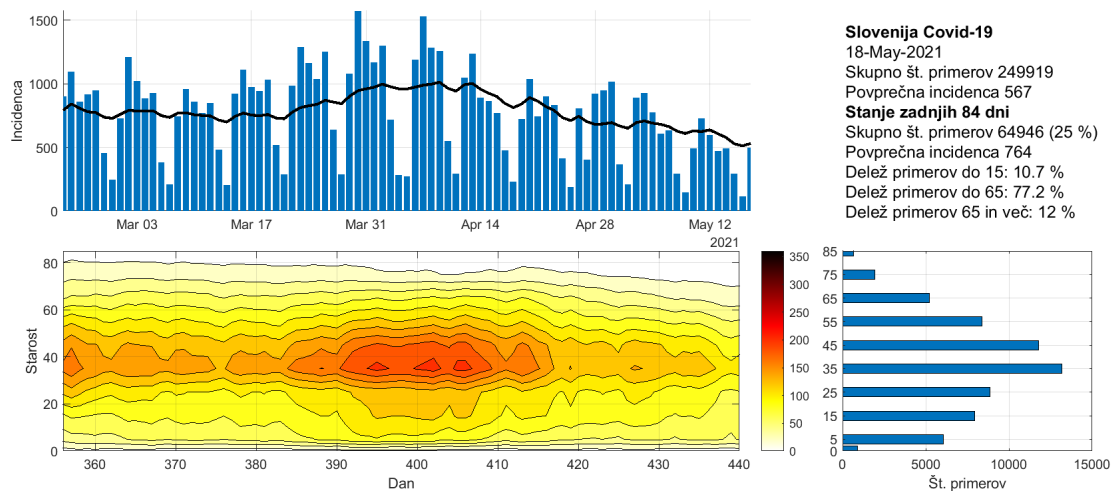 1500
1000
500
0
Incidenca
Mar 03
Mar 17
Mar 31
Apr 14
Apr 28
May 12
2021
Slovenija Covid-19
18-May-2021
Skupno št. primerov 249919
Povprečna incidenca 567
Stanje zadnjih 84 dni
Skupno št. primerov 64946 (25 %)
Povprečna incidenca 764
Delež primerov do 15: 10.7 %
Delež primerov do 65: 77.2 %
Delež primerov 65 in več: 12 %
80
60
40
20
0
Starost
360
370
380
390
400
410
420
430
440
Dan
350
300
250
200
150
100
50
0
85
75
65
55
45
35
25
15
5
0
0
5000
10000
15000
Št. primerov